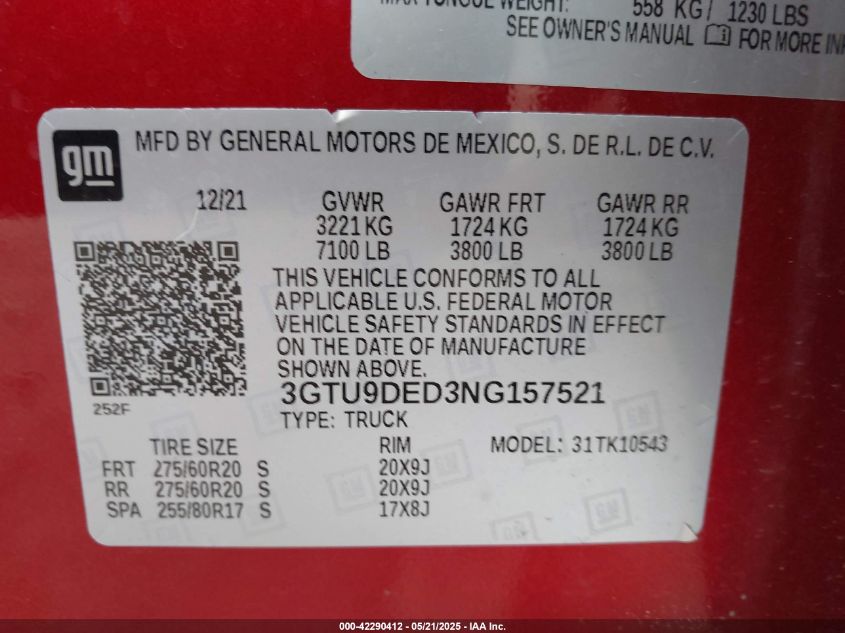 MAX TONGUE WEIGHT: 558 KG/ 1230 LBS
SEE OWNER'S MANUAL FOR MORE
gm
MFD BY GENERAL MOTORS DE MEXICO, S. DE R.L. DE C.V.
12/21 GVWR GAWR FRT GAWR RR
3221 KG 1724 KG 1724 KG
7100 LB 3800 LB 3800 LB
THIS VEHICLE CONFORMS TO ALL
APPLICABLE U.S. FEDERAL MOTOR
VEHICLE SAFETY STANDARDS IN EFFECT
ON THE DATE OF MANUFACTURE
SHOWN ABOVE.
3GTU9DED3NG157521
252F
TYPE: TRUCK
TIRE SIZE RIM MODEL: 31TK10543
FRT 275/60R20 S 20X9J
RR 275/60R20 S 20X9J
SPA 255/80R17 S 17X8J
000-42290412 - 05/21/2025 - IAA Inc.